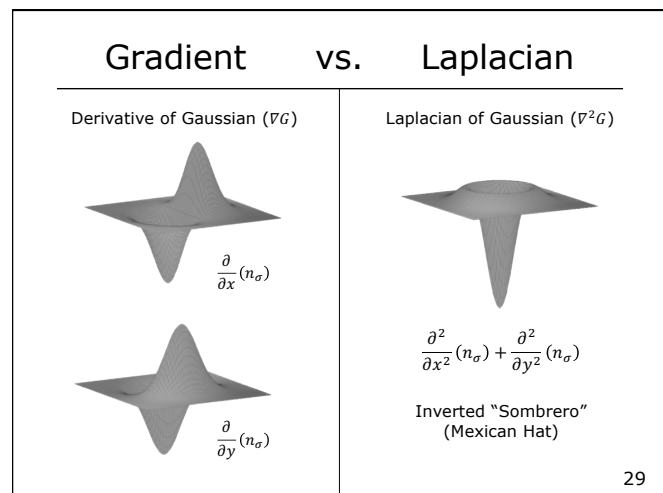 Gradient vs. Laplacian
Derivative of Gaussian (∇G)
∂/∂x (n_σ)
∂/∂y (n_σ)
Laplacian of Gaussian (∇²G)
∂²/∂x² (n_σ) + ∂²/∂y² (n_σ)
Inverted “Sombrero”
(Mexican Hat)
29